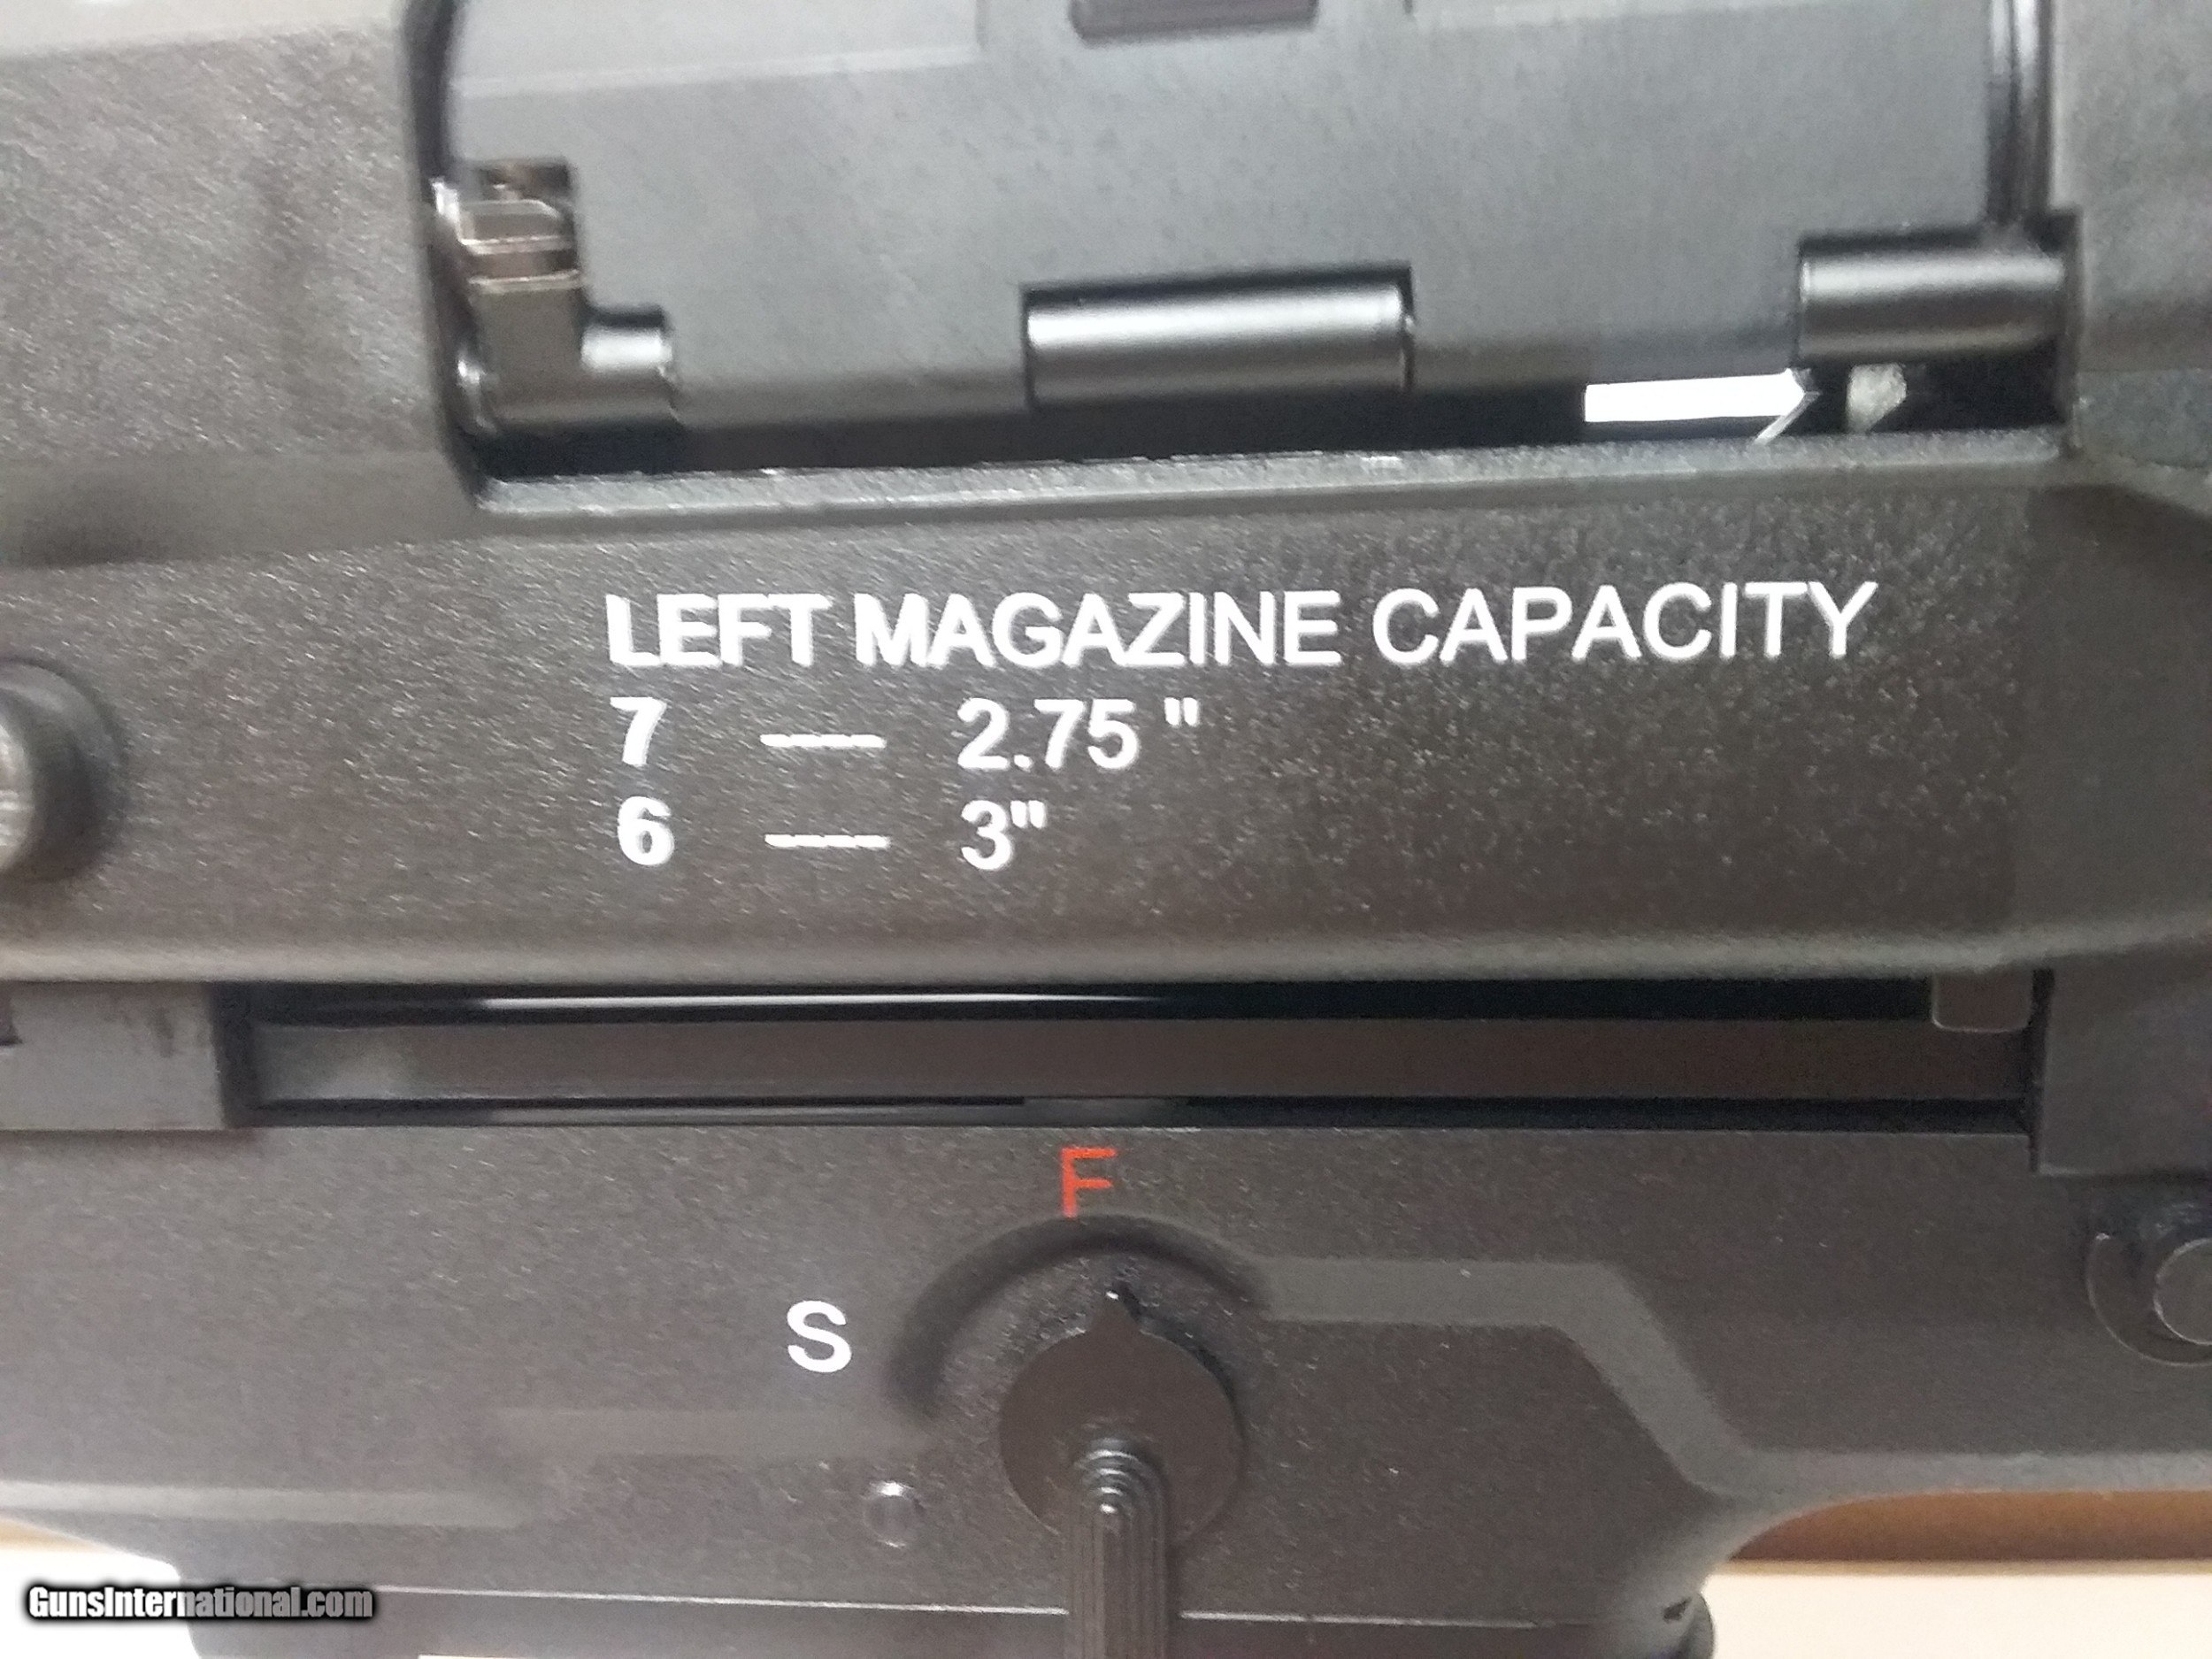 LEFT MAGAZINE CAPACITY
7 ---- 2.75 "
6 ---- 3"
F
S
GunsInternational.com